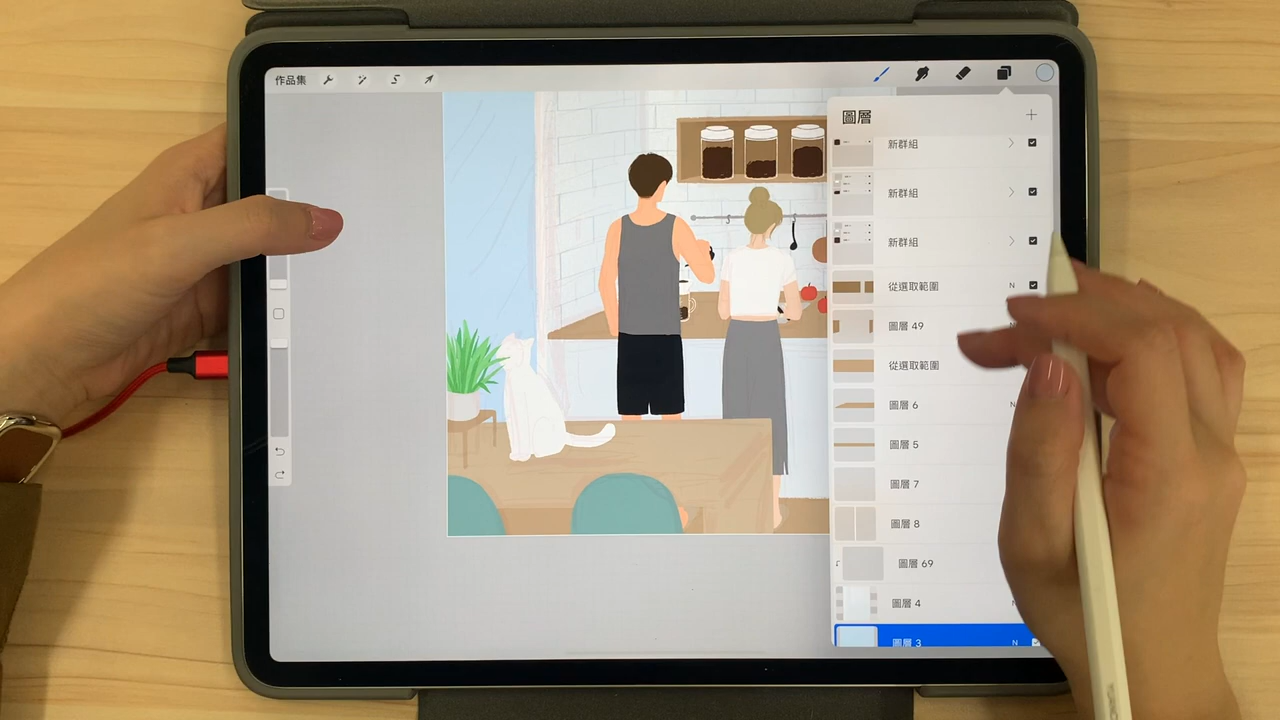 作品集
圖層
新群組
新群組
新群組
從選取範圍 N
圖層 49
從選取範圍
圖層 6 N
圖層 5
圖層 7
圖層 8
圖層 69
圖層 4
圖層 3 N